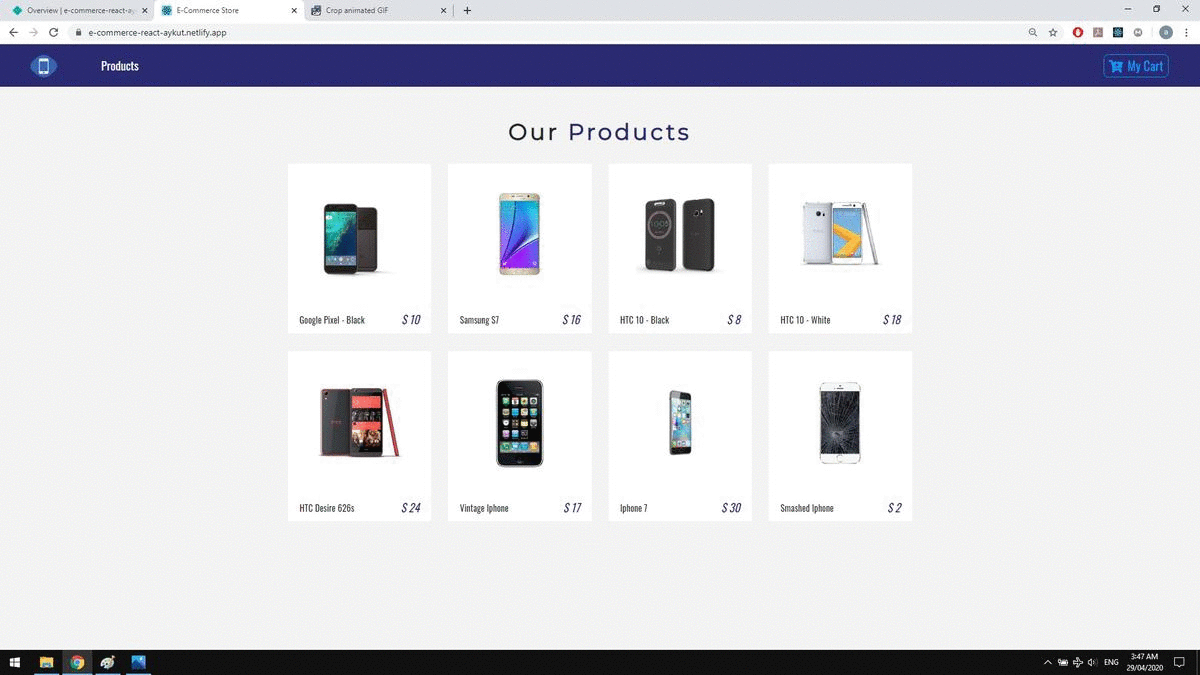 Overview | e-commerce-react-ay
E-Commerce Store
Crop animated GIF
e-commerce-react-aykut.netlify.app
a
Products
My Cart
Our Products
Google Pixel - Black $ 10
Samsung S7 $ 16
HTC 10 - Black $ 8
HTC 10 - White $ 18
HTC Desire 626s $ 24
Vintage Iphone $ 17
Iphone 7 $ 30
Smashed Iphone $ 2
ENG
3:47 AM
29/04/2020